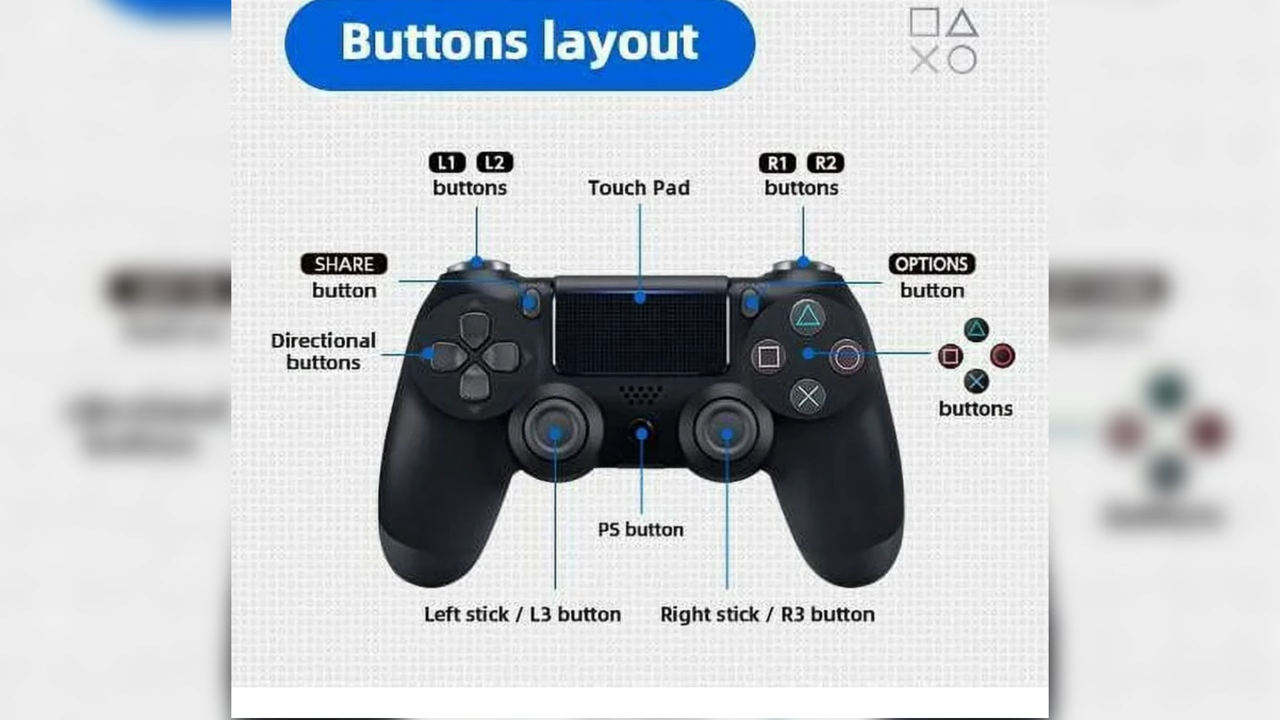 Buttons layout
L1 L2
buttons
Touch Pad
R1 R2
buttons
SHARE
button
OPTIONS
button
Directional
buttons
buttons
PS button
Left stick / L3 button
Right stick / R3 button